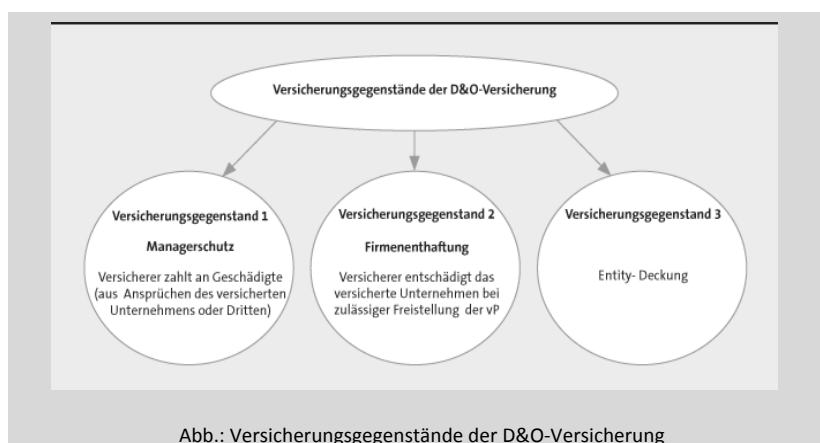 Versicherungsgegenstände der D&O-Versicherung
Versicherungsgegenstand 1
Managerschutz
Versicherer zahlt an Geschädigte
(aus Ansprüchen des versicherten
Unternehmens oder Dritten)
Versicherungsgegenstand 2
Firmenenthaftung
Versicherer entschädigt das
versicherte Unternehmen bei
zulässiger Freistellung der vP
Versicherungsgegenstand 3
Entity- Deckung
Abb.: Versicherungsgegenstände der D&O-Versicherung